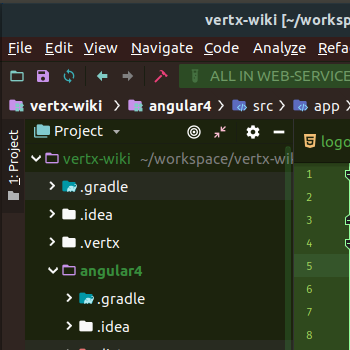 vertx-wiki [~/worksp
File Edit View Navigate Code Analyze Refa
ALL IN WEB-SERVICE
vertx-wiki angular4 src app
1: Project
Project
logo
vertx-wiki ~/workspace/vertx-wil
.gradle
.idea
.vertx
angular4
.gradle
.idea
1
2
3
4
5
6
7
8